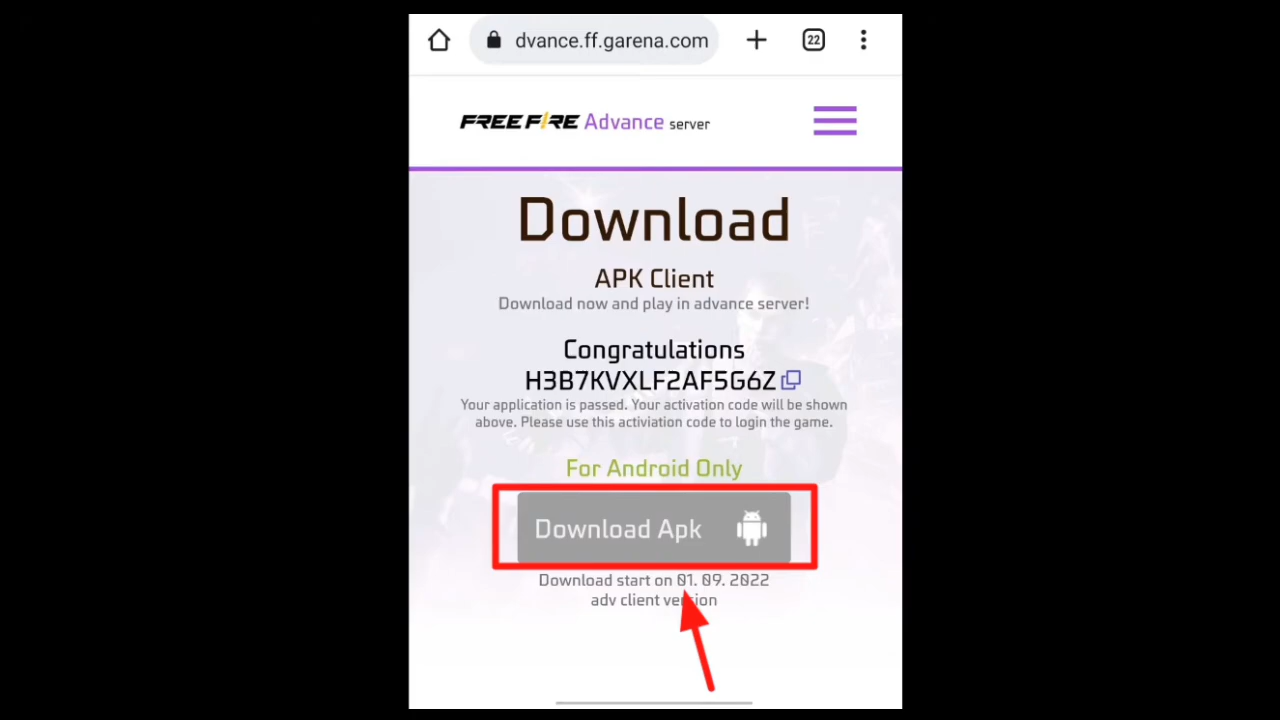 dvance.ff.garena.com
22
FREE FIRE Advance server
Download
APK Client
Download now and play in advance server!
Congratulations
H3B7KVXLF2AF5G6Z
Your application is passed. Your activation code will be shown
above. Please use this activiation code to login the game.
For Android Only
Download Apk
Download start on 01. 09. 2022
adv client version